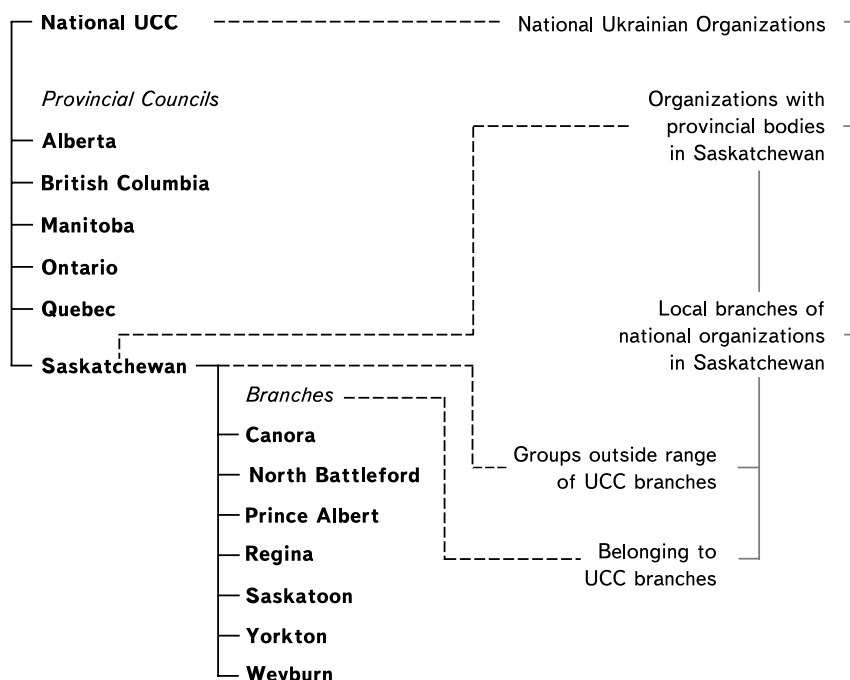 National UCC
National Ukrainian Organizations
Provincial Councils
Alberta
British Columbia
Manitoba
Ontario
Quebec
Saskatchewan
Organizations with
provincial bodies
in Saskatchewan
Local branches of
national organizations
in Saskatchewan
Branches
Canora
North Battleford
Prince Albert
Regina
Saskatoon
Yorkton
Weyburn
Groups outside range
of UCC branches
Belonging to
UCC branches